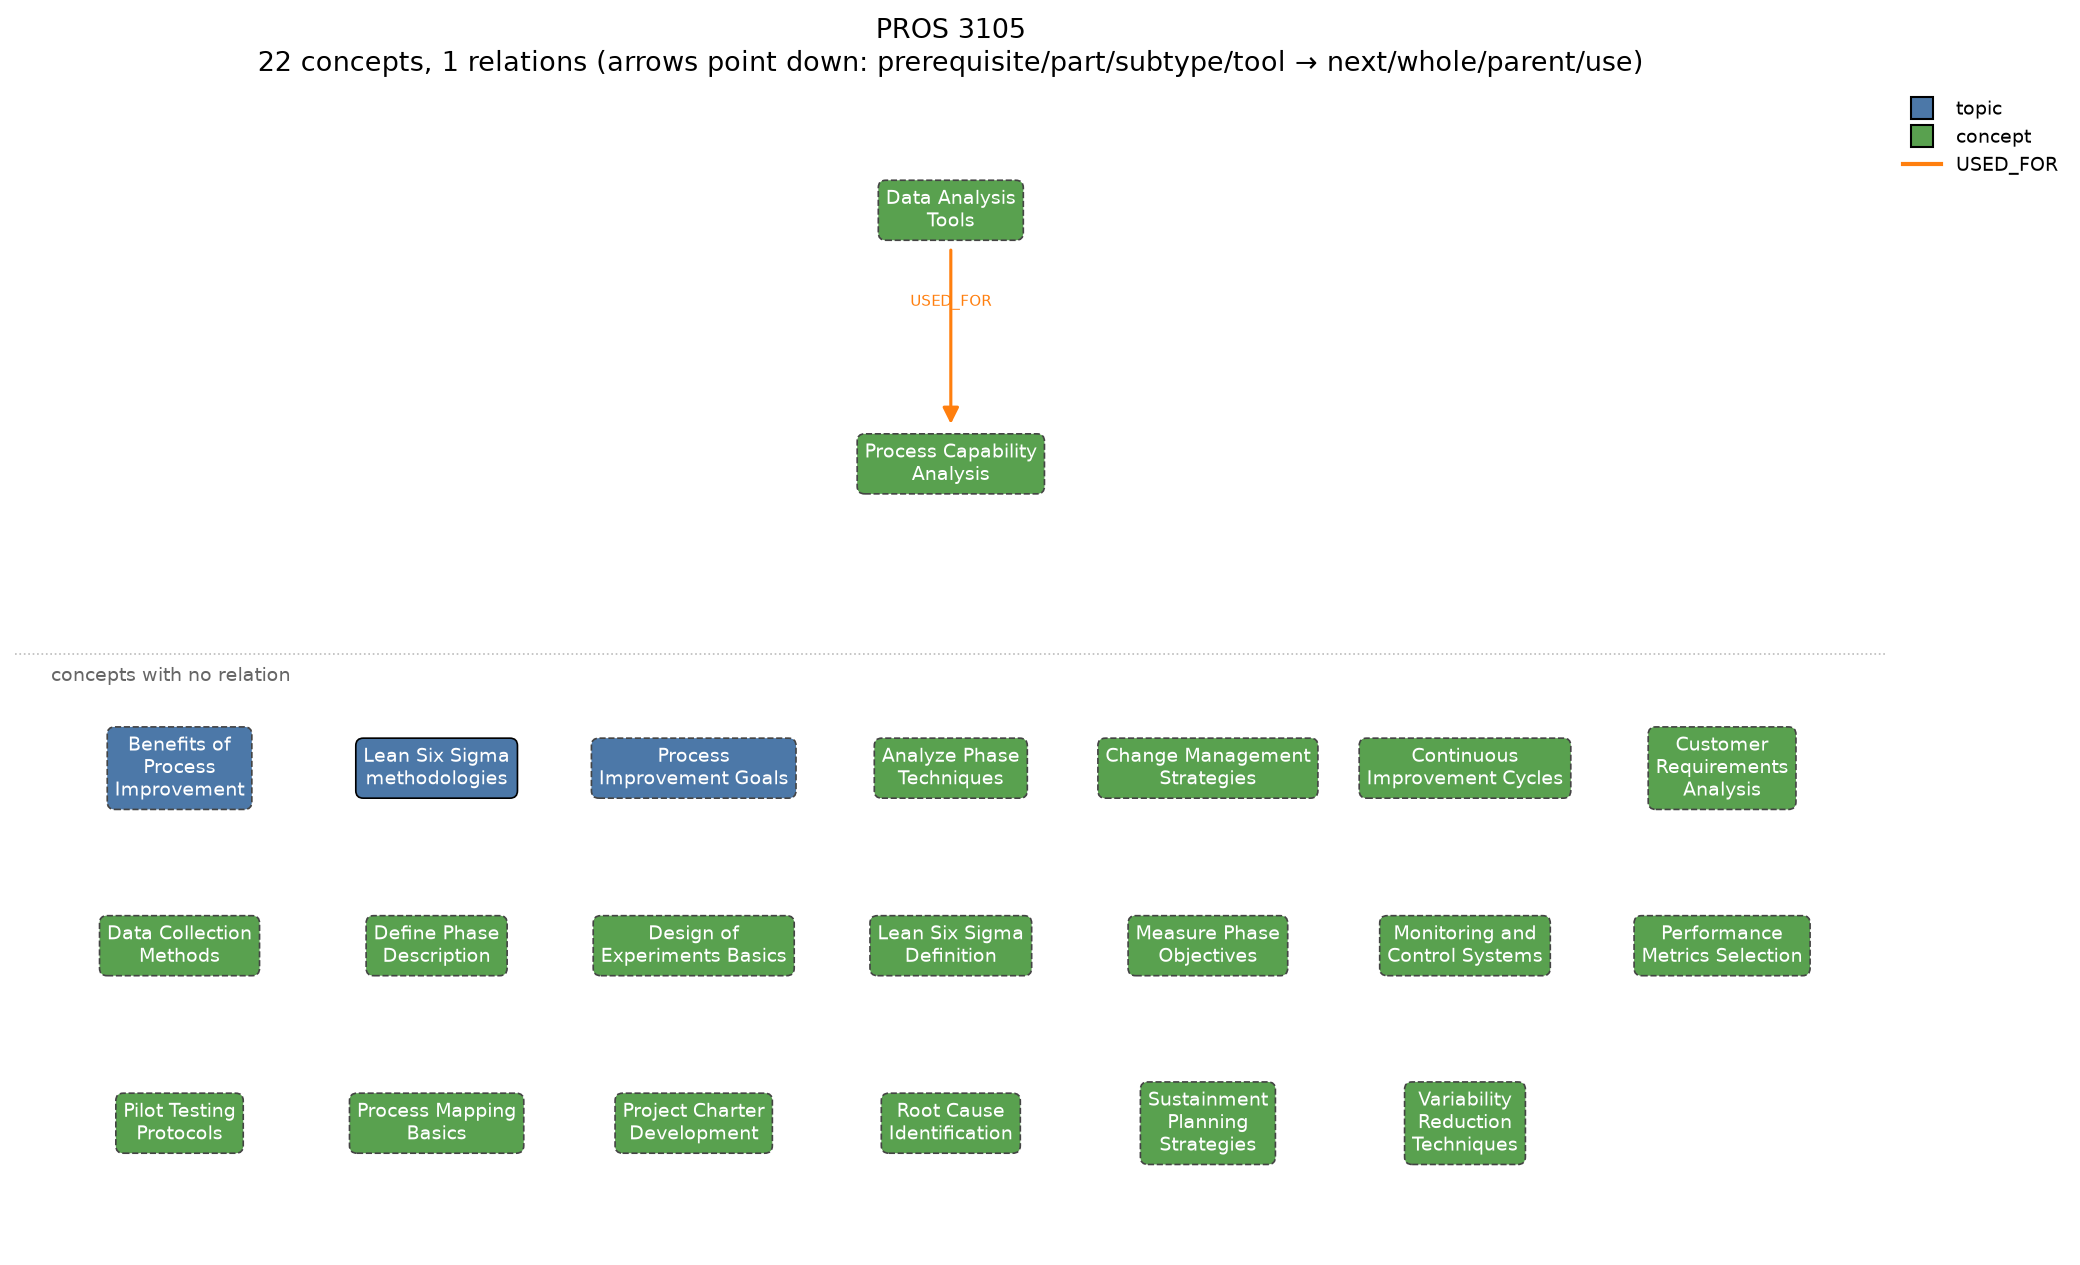 PROS 3105
22 concepts, 1 relations (arrows point down: prerequisite/part/subtype/tool → next/whole/parent/use)
topic
concept
USED_FOR
Data Analysis
Tools
USED_FOR
Process Capability
Analysis
concepts with no relation
Benefits of
Process
Improvement
Lean Six Sigma
methodologies
Process
Improvement Goals
Analyze Phase
Techniques
Change Management
Strategies
Continuous
Improvement Cycles
Customer
Requirements
Analysis
Data Collection
Methods
Define Phase
Description
Design of
Experiments Basics
Lean Six Sigma
Definition
Measure Phase
Objectives
Monitoring and
Control Systems
Performance
Metrics Selection
Pilot Testing
Protocols
Process Mapping
Basics
Project Charter
Development
Root Cause
Identification
Sustainment
Planning
Strategies
Variability
Reduction
Techniques